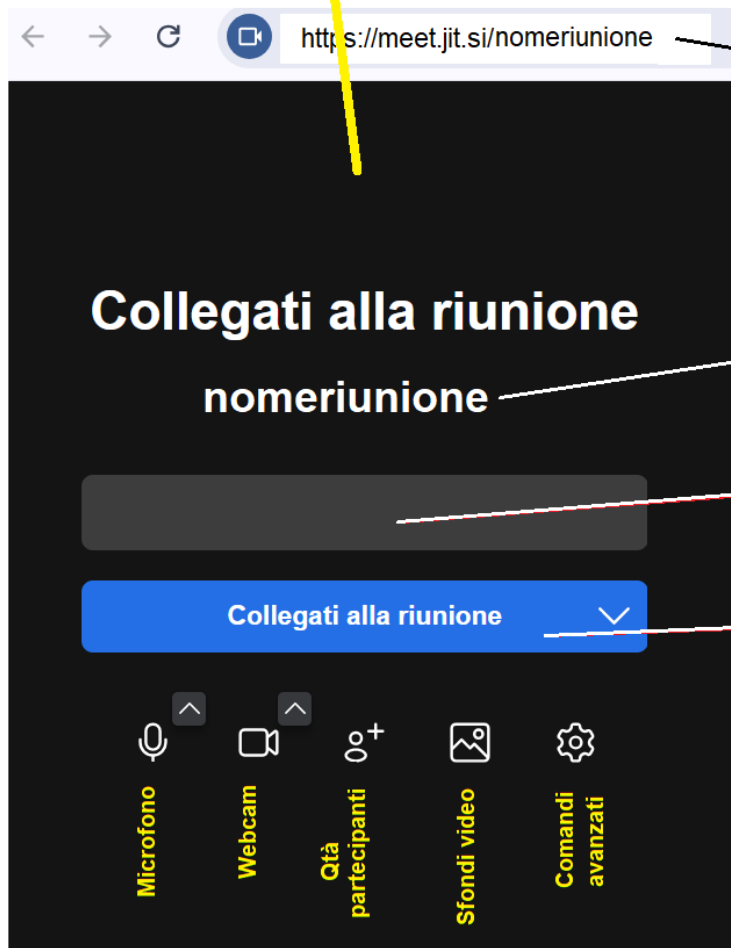 https://meet.jit.si/nomeriunione
Collegati alla riunione
nomeriunione
Collegati alla riunione
Microfono
Webcam
Qtà
partecipanti
Sfondi video
Comandi
avanzati